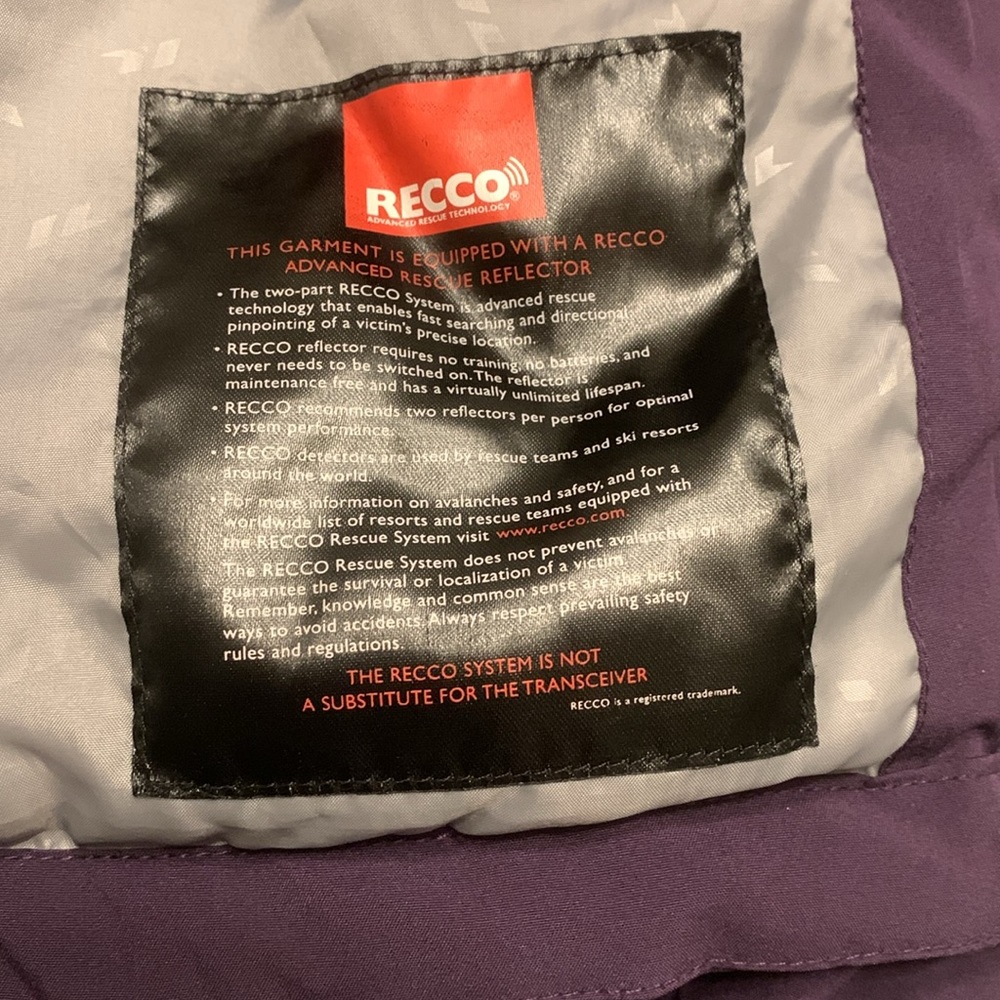 RECCO®
ADVANCED RESCUE TECHNOLOGY
THIS GARMENT IS EQUIPPED WITH A RECCO
ADVANCED RESCUE REFLECTOR
• The two-part RECCO System is advanced rescue
technology that enables fast searching and directional
pinpointing of a victim's precise location.
• RECCO reflector requires no training, no batteries, and
never needs to be switched on. The reflector is
maintenance free and has a virtually unlimited lifespan.
• RECCO recommends two reflectors per person for optimal
system performance.
• RECCO detectors are used by rescue teams and ski resorts
around the world.
• For more information on avalanches and safety, and for a
worldwide list of resorts and rescue teams equipped with
the RECCO Rescue System visit www.recco.com.
The RECCO Rescue System does not prevent avalanches or
guarantee the survival or localization of a victim.
Remember, knowledge and common sense are the best
ways to avoid accidents. Always respect prevailing safety
rules and regulations.
THE RECCO SYSTEM IS NOT
A SUBSTITUTE FOR THE TRANSCEIVER
RECCO is a registered trademark.